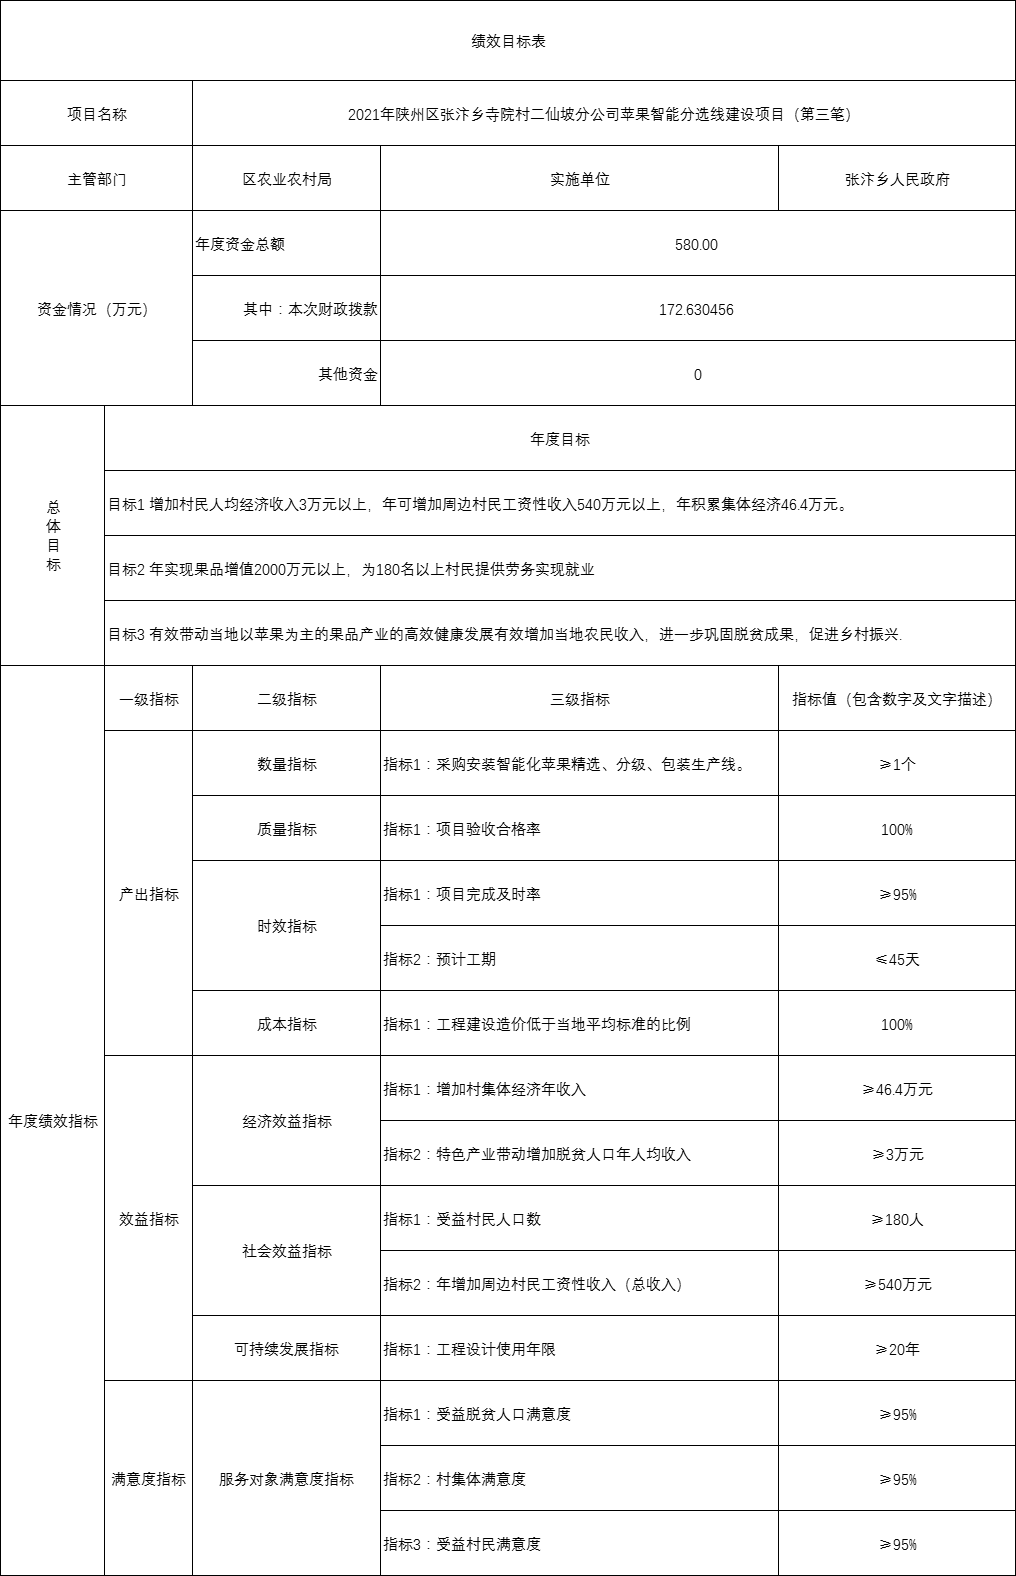 绩效目标表
项目名称
2021年陕州区张汴乡寺院村二仙坡分公司苹果智能分选线建设项目（第三笔）
主管部门
区农业农村局
实施单位
张汴乡人民政府
资金情况（万元）
年度资金总额
580.00
其中：本次财政拨款
172.630456
其他资金
0
总体目标
年度目标
目标1 增加村民人均经济收入3万元以上，年可增加周边村民工资性收入540万元以上，年积累集体经济46.4万元。
目标2 年实现果品增值2000万元以上，为180名以上村民提供劳务实现就业
目标3 有效带动当地以苹果为主的果品产业的高效健康发展有效增加当地农民收入，进一步巩固脱贫成果，促进乡村振兴.
年度绩效指标
一级指标
二级指标
三级指标
指标值（包含数字及文字描述）
产出指标
数量指标
指标1：采购安装智能化苹果精选、分级、包装生产线。
≥1个
质量指标
指标1：项目验收合格率
100%
时效指标
指标1：项目完成及时率
≥95%
指标2：预计工期
≤45天
成本指标
指标1：工程建设造价低于当地平均标准的比例
100%
效益指标
经济效益指标
指标1：增加村集体经济年收入
≥46.4万元
指标2：特色产业带动增加脱贫人口年人均收入
≥3万元
社会效益指标
指标1：受益村民人口数
≥180人
指标2：年增加周边村民工资性收入（总收入）
≥540万元
可持续发展指标
指标1：工程设计使用年限
≥20年
满意度指标
服务对象满意度指标
指标1：受益脱贫人口满意度
≥95%
指标2：村集体满意度
≥95%
指标3：受益村民满意度
≥95%